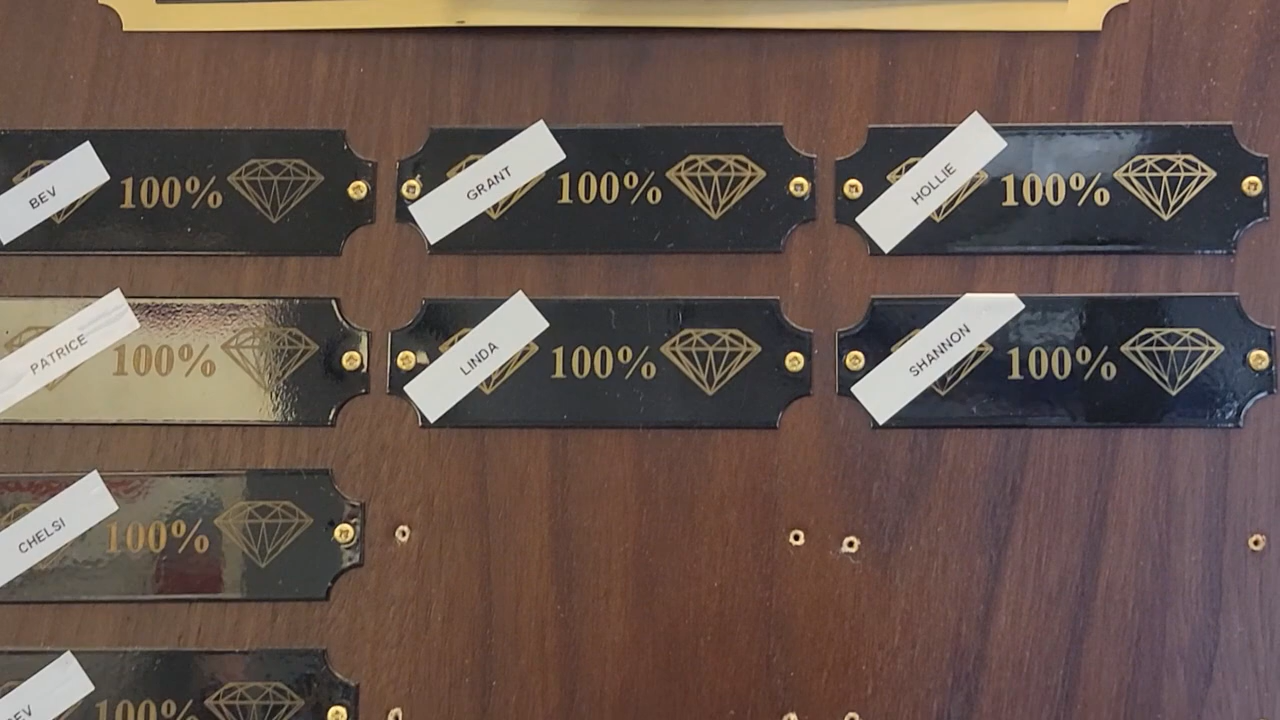 BEV 100%
GRANT 100%
HOLLIE 100%
PATRICE 100%
LINDA 100%
SHANNON 100%
CHELSI 100%
100%